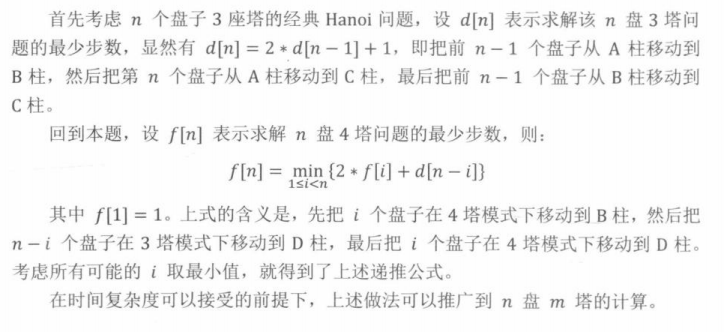 首先考虑 n 个盘子 3 座塔的经典 Hanoi 问题，设 d[n] 表示求解该 n 盘 3 塔问
题的最少步数，显然有 d[n] = 2 * d[n − 1] + 1，即把前 n − 1 个盘子从 A 柱移动到
B 柱，然后把第 n 个盘子从 A 柱移动到 C 柱，最后把前 n − 1 个盘子从 B 柱移动到
C 柱。
回到本题，设 f[n] 表示求解 n 盘 4 塔问题的最少步数，则：
f[n] = min{2 * f[i] + d[n − i]}
1≤i<n
其中 f[1] = 1。上式的含义是，先把 i 个盘子在 4 塔模式下移动到 B 柱，然后把
n − i 个盘子在 3 塔模式下移动到 D 柱，最后把 i 个盘子在 4 塔模式下移动到 D 柱。
考虑所有可能的 i 取最小值，就得到了上述递推公式。
在时间复杂度可以接受的前提下，上述做法可以推广到 n 盘 m 塔的计算。